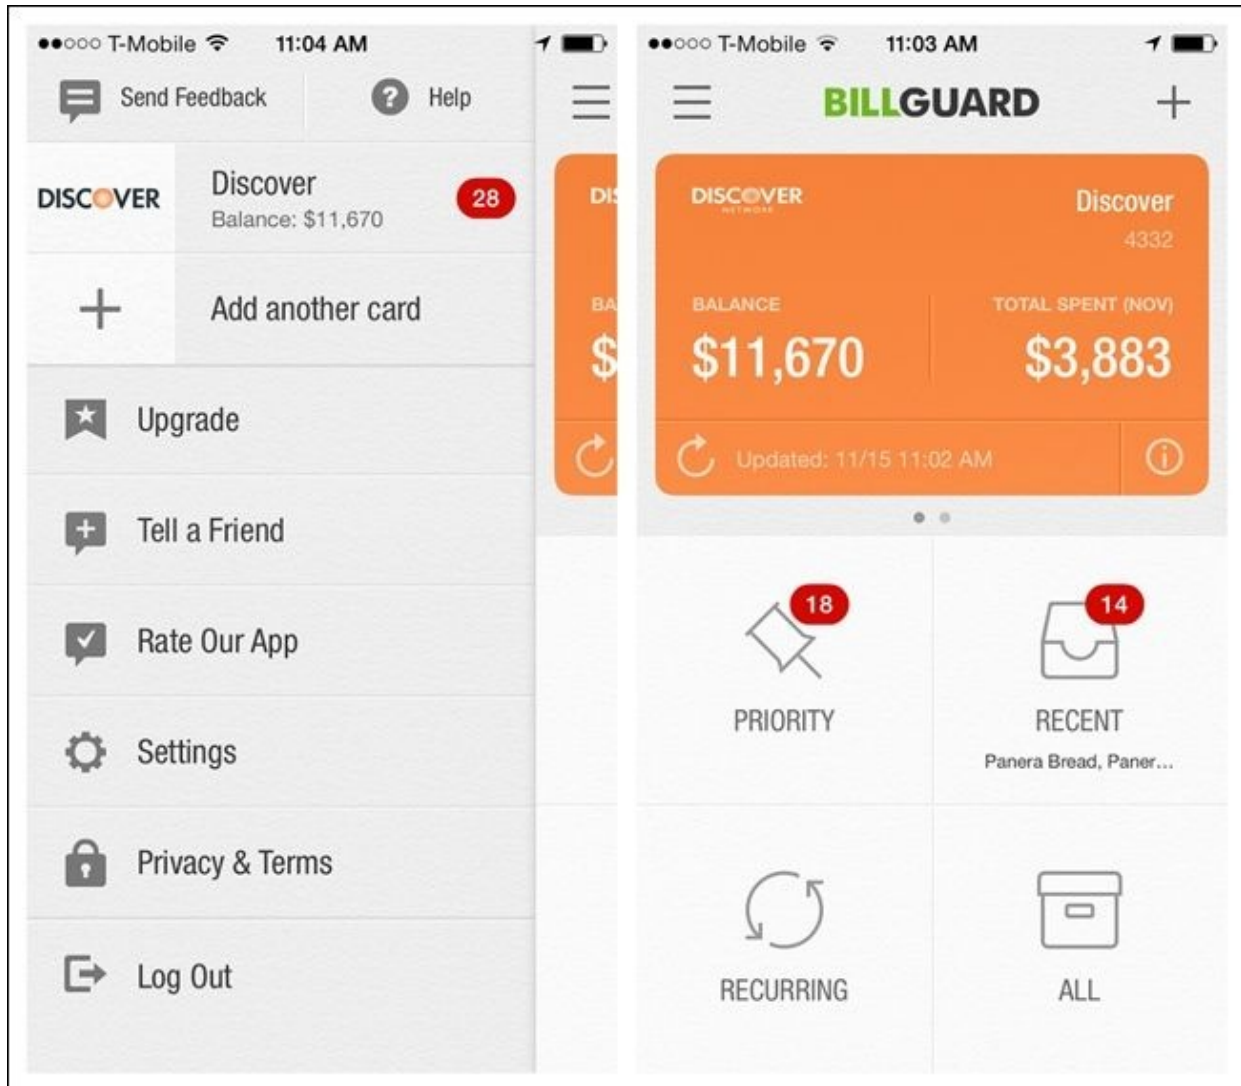 T-Mobile 11:04 AM
Send Feedback
? Help
DISCOVER
Discover
Balance: $11,670
28
Add another card
Upgrade
Tell a Friend
Rate Our App
Settings
Privacy & Terms
Log Out
DIS
BA
$
T-Mobile 11:03 AM
BILLGUARD
DISCOVER
NETWORK
Discover
4332
BALANCE
$11,670
TOTAL SPENT (NOV)
$3,883
Updated: 11/15 11:02 AM
18
PRIORITY
14
RECENT
Panera Bread, Paner...
RECURRING
ALL